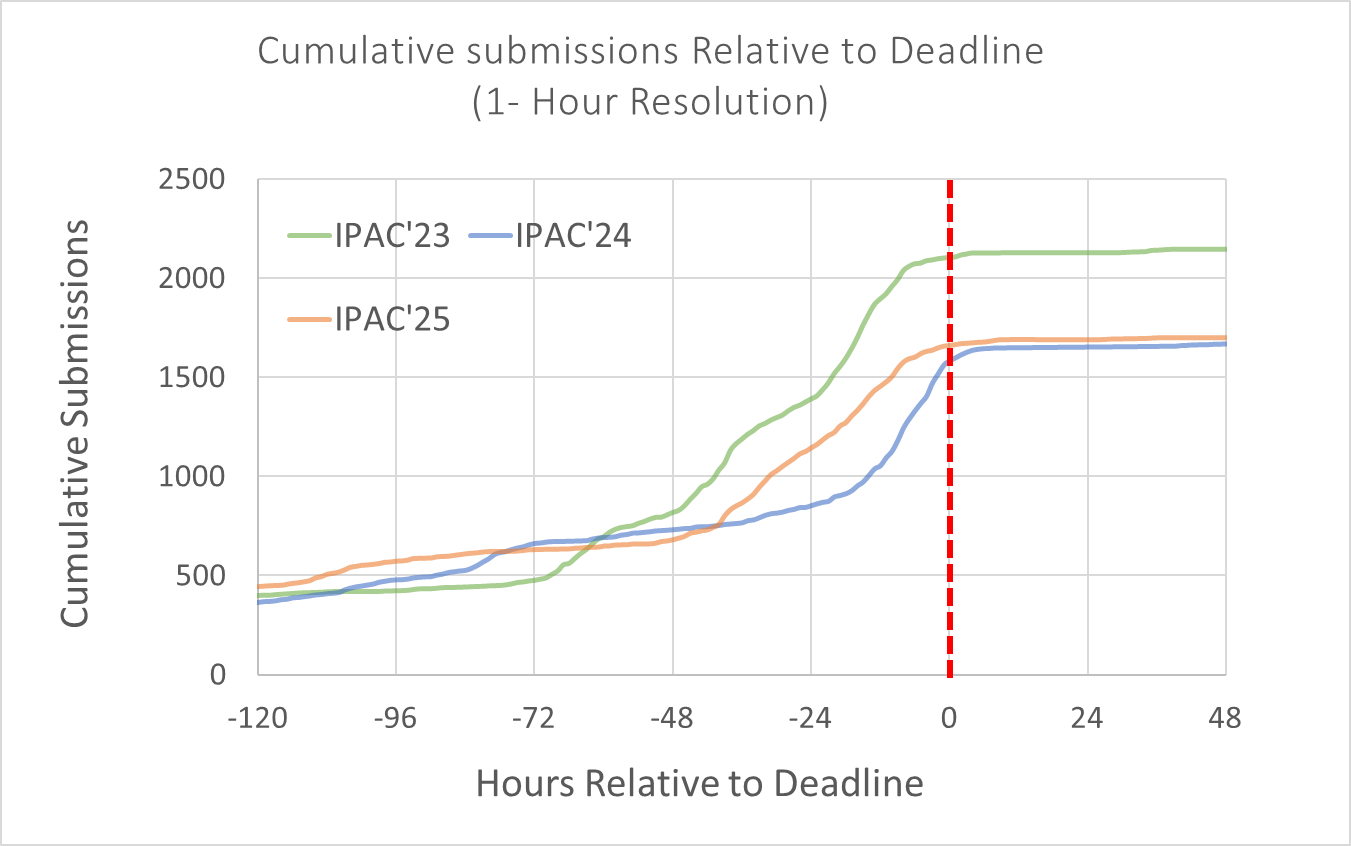 Cumulative submissions Relative to Deadline
(1- Hour Resolution)
Cumulative Submissions
2500
2000
1500
1000
500
0
IPAC'23 IPAC'24
IPAC'25
-120 -96 -72 -48 -24 0 24 48
Hours Relative to Deadline